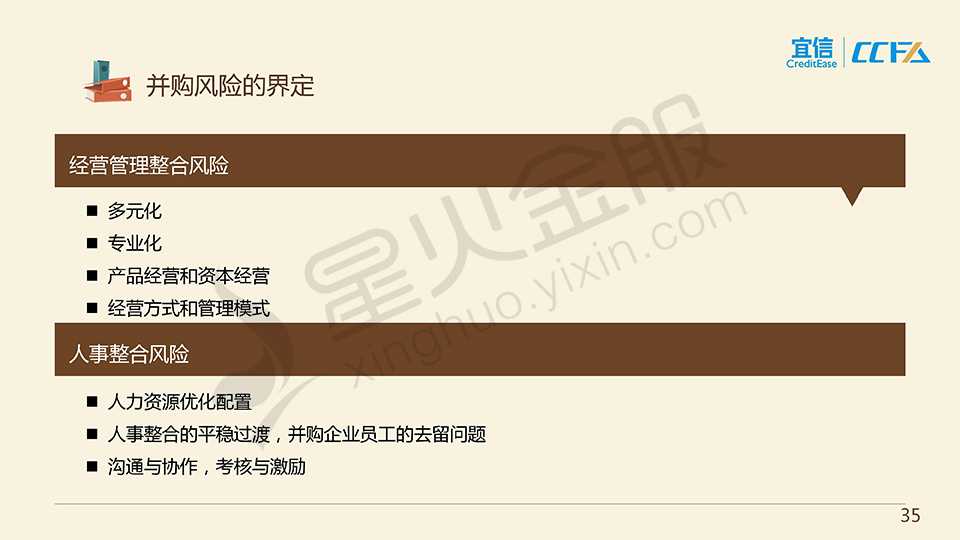 宜信
CreditEase
CCFA
并购风险的界定
经营管理整合风险
■ 多元化
■ 专业化
■ 产品经营和资本经营
■ 经营方式和管理模式
人事整合风险
■ 人力资源优化配置
■ 人事整合的平稳过渡，并购企业员工的去留问题
■ 沟通与协作，考核与激励
星火金服
xinghuo.yixin.com
35